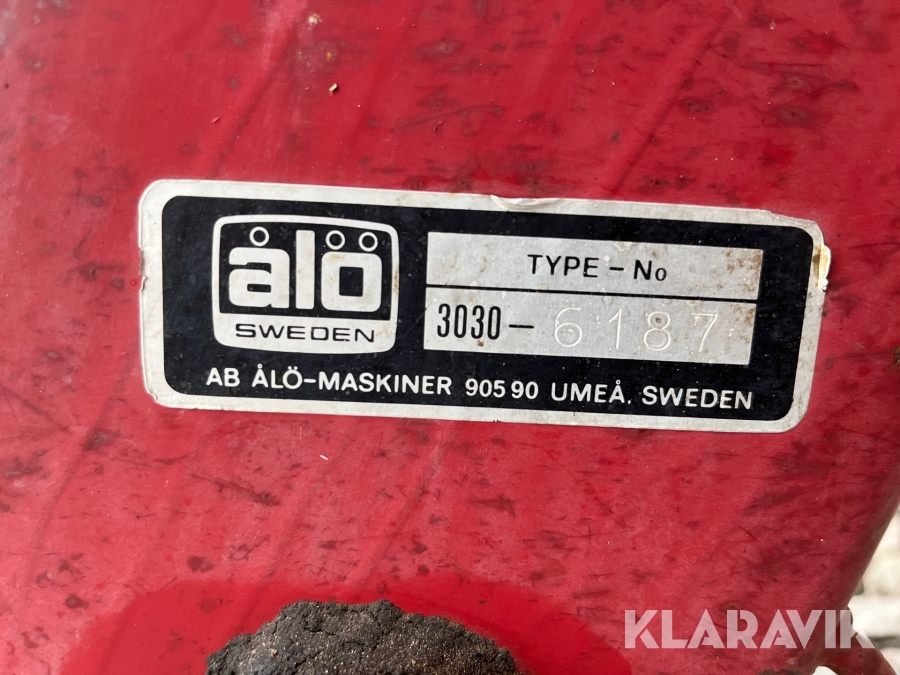 ålö
SWEDEN
TYPE - No
3030- 6187
AB ÅLÖ-MASKINER 905 90 UMEÅ. SWEDEN
KLARAVIK